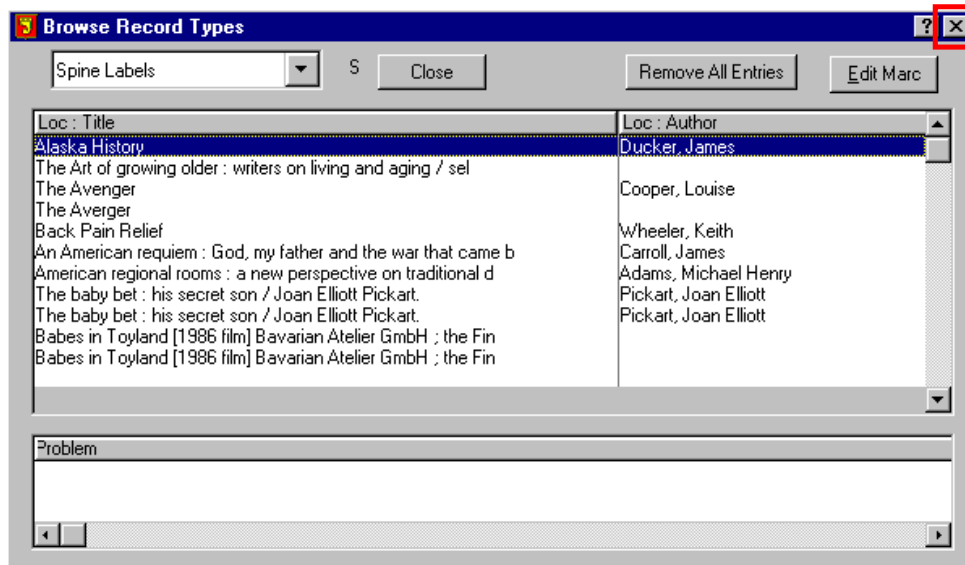 Browse Record Types ? X
Spine Labels S Close Remove All Entries Edit Marc
Loc : Title Loc : Author
Alaska History Ducker, James
The Art of growing older : writers on living and aging / sel
The Avenger Cooper, Louise
The Averger
Back Pain Relief Wheeler, Keith
An American requiem : God, my father and the war that came b Carroll, James
American regional rooms : a new perspective on traditional d Adams, Michael Henry
The baby bet : his secret son / Joan Elliott Pickart. Pickart, Joan Elliott
The baby bet : his secret son / Joan Elliott Pickart. Pickart, Joan Elliott
Babes in Toyland [1986 film] Bavarian Atelier GmbH ; the Fin
Babes in Toyland [1986 film] Bavarian Atelier GmbH ; the Fin
Problem